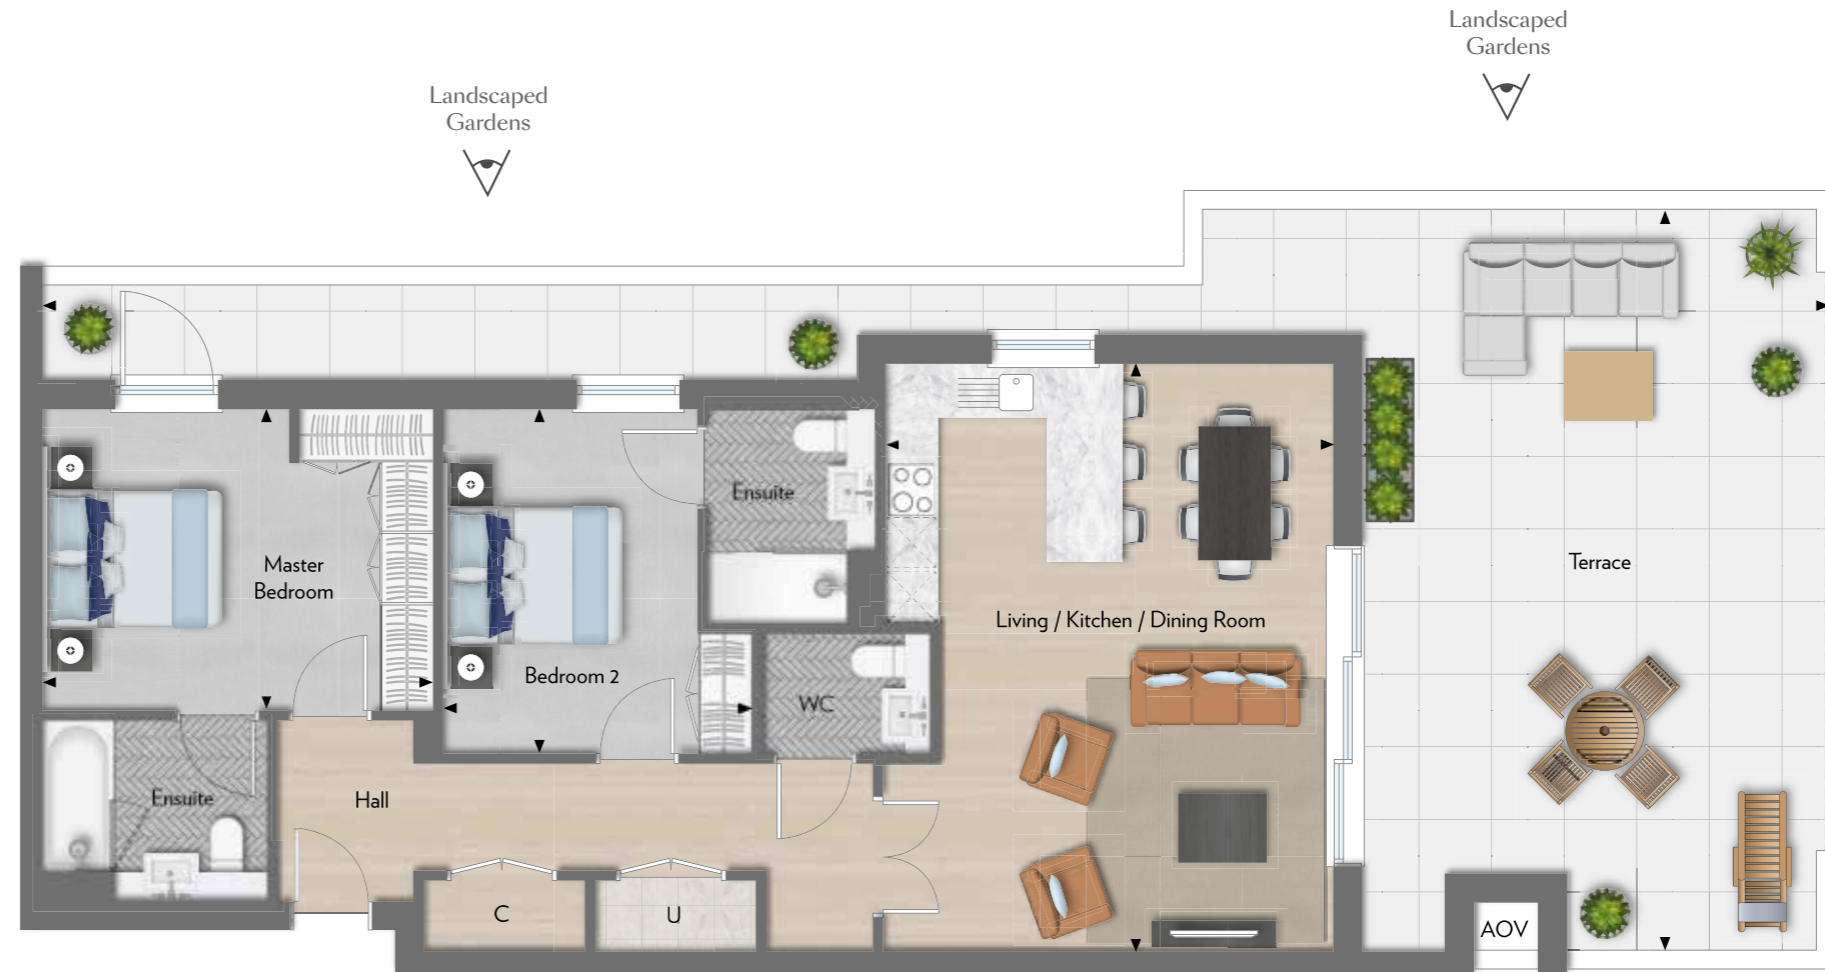 Landscaped
Gardens
Landscaped
Gardens
Ensuite
Master
Bedroom
Terrace
Living / Kitchen / Dining Room
Bedroom 2
WC
Ensuite
Hall
C
U
AOV